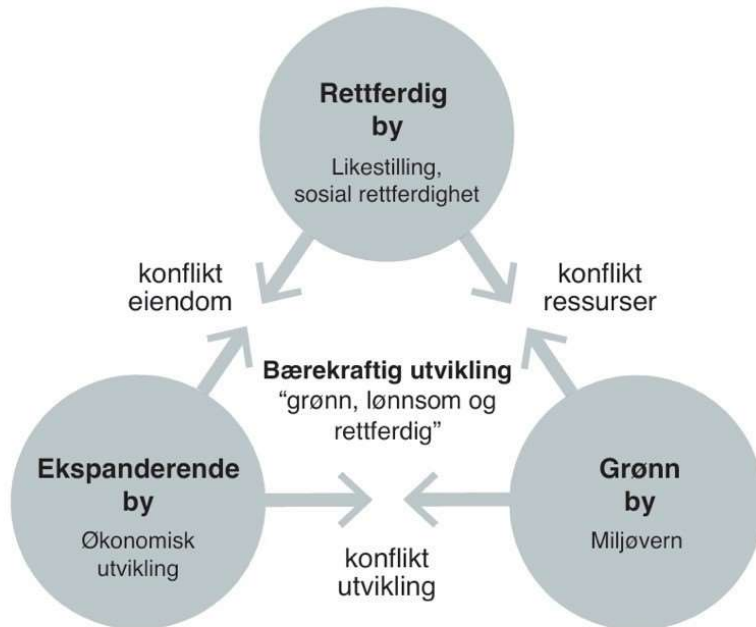 Rettferdig
by
Likestilling,
sosial rettferdighet
konflikt
eiendom
konflikt
ressurser
Bærekraftig utvikling
“grønn, lønnsom og
rettferdig”
Ekspanderende
by
Økonomisk
utvikling
Grønn
by
Miljøvern
konflikt
utvikling